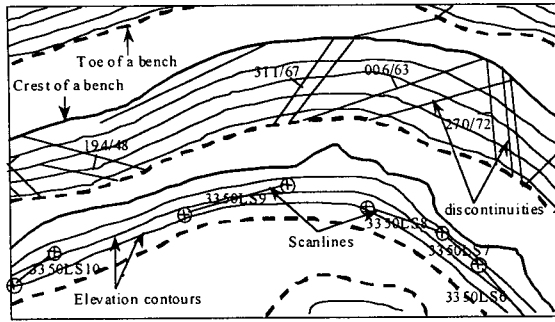 Toe of a bench
Crest of a bench
311/67
006/63
194/48
270/72
discontinuities
3350LS9
3350LS8
Scanlines
3350LS7
3350LS10
Elevation contours
3350LS6